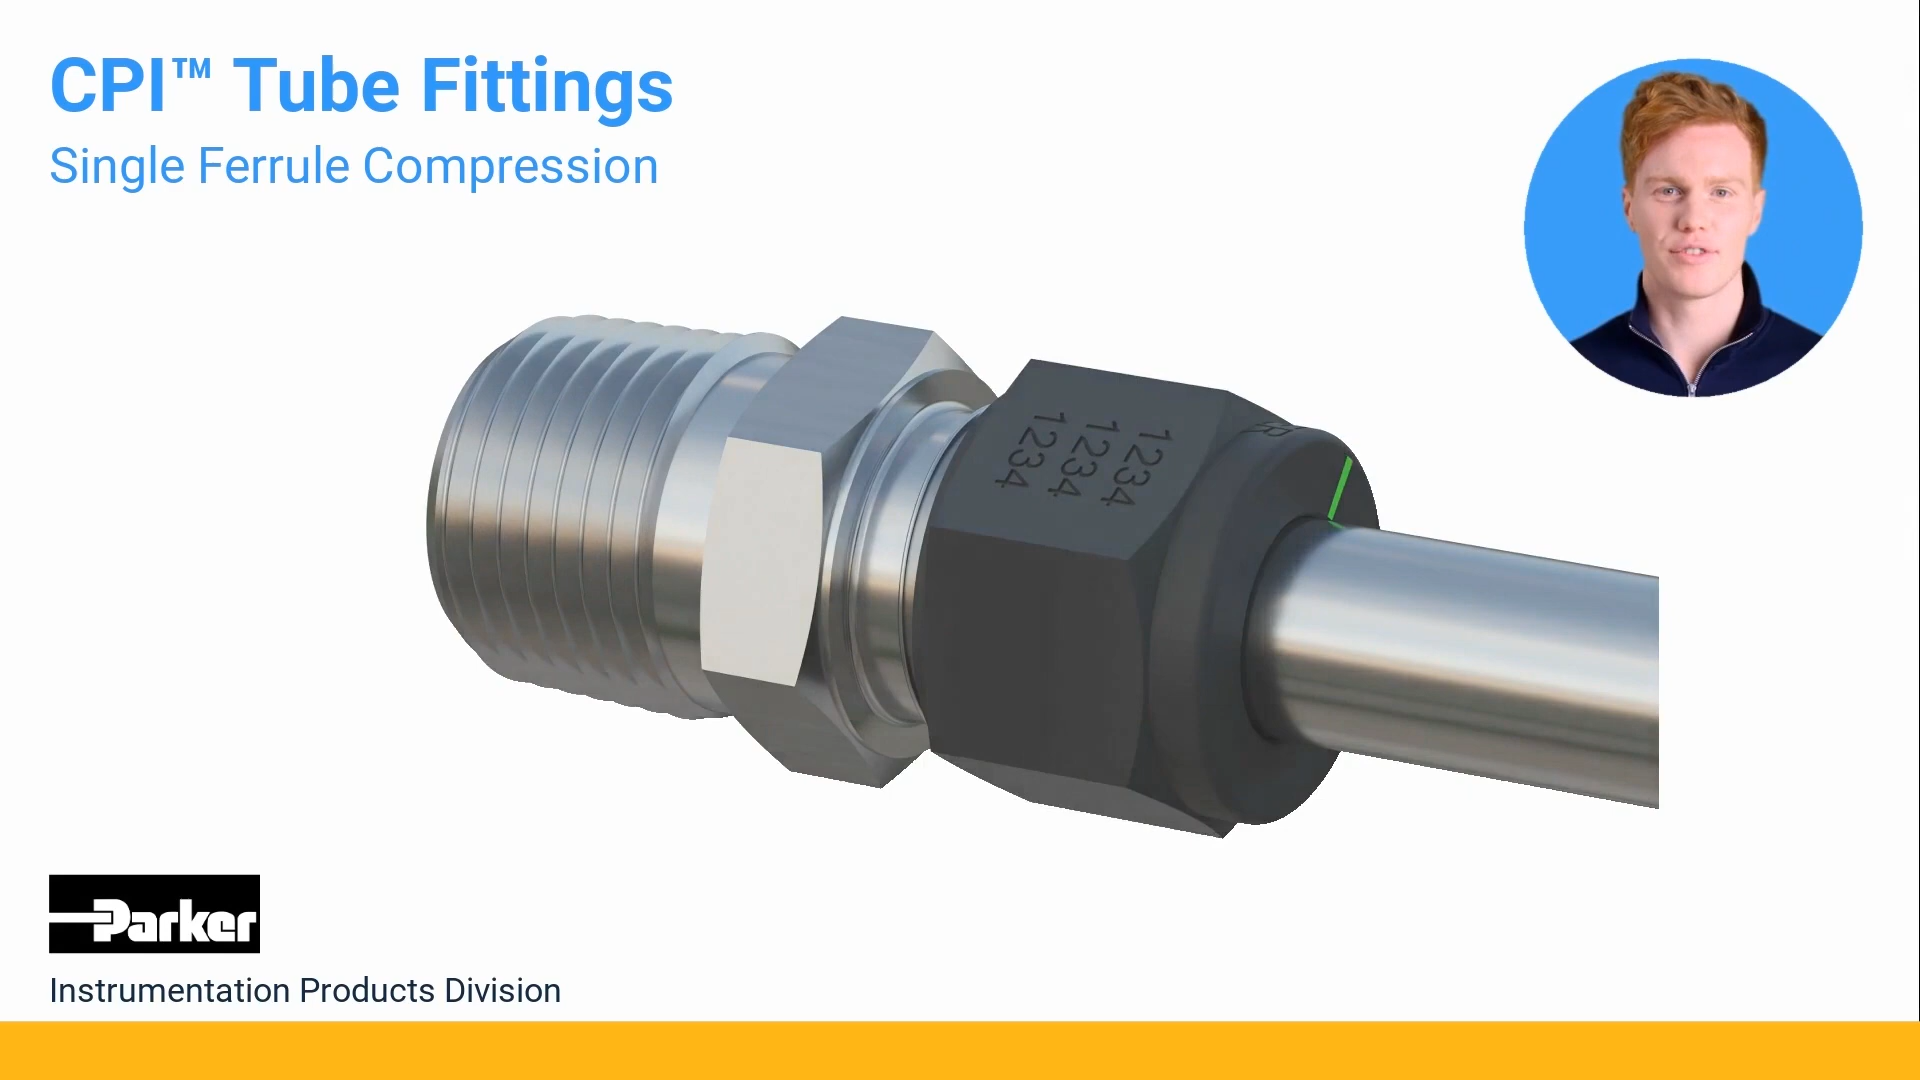 CPI™ Tube Fittings
Single Ferrule Compression
1234
1234
1234
Parker
Instrumentation Products Division